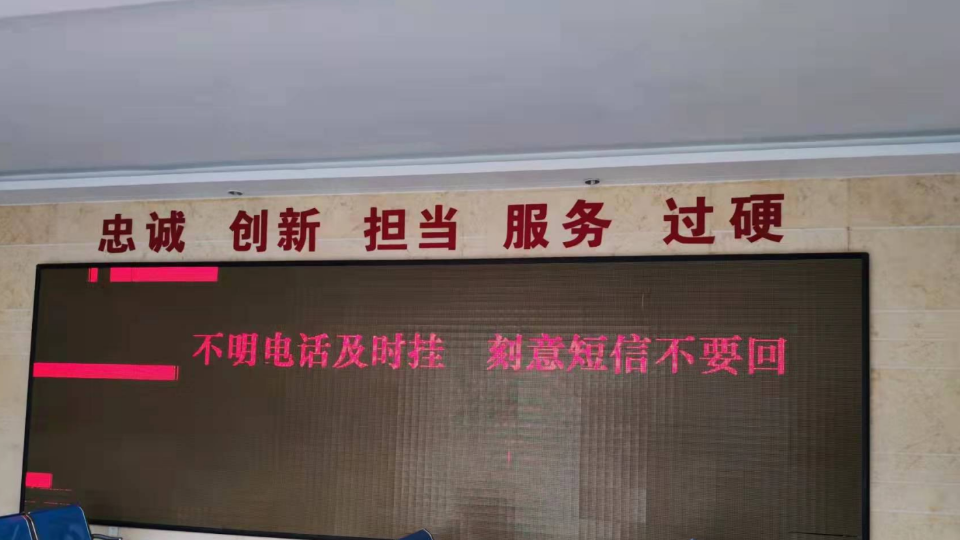 忠诚 创新 担当 服务 过硬
不明电话及时挂 刻意短信不要回